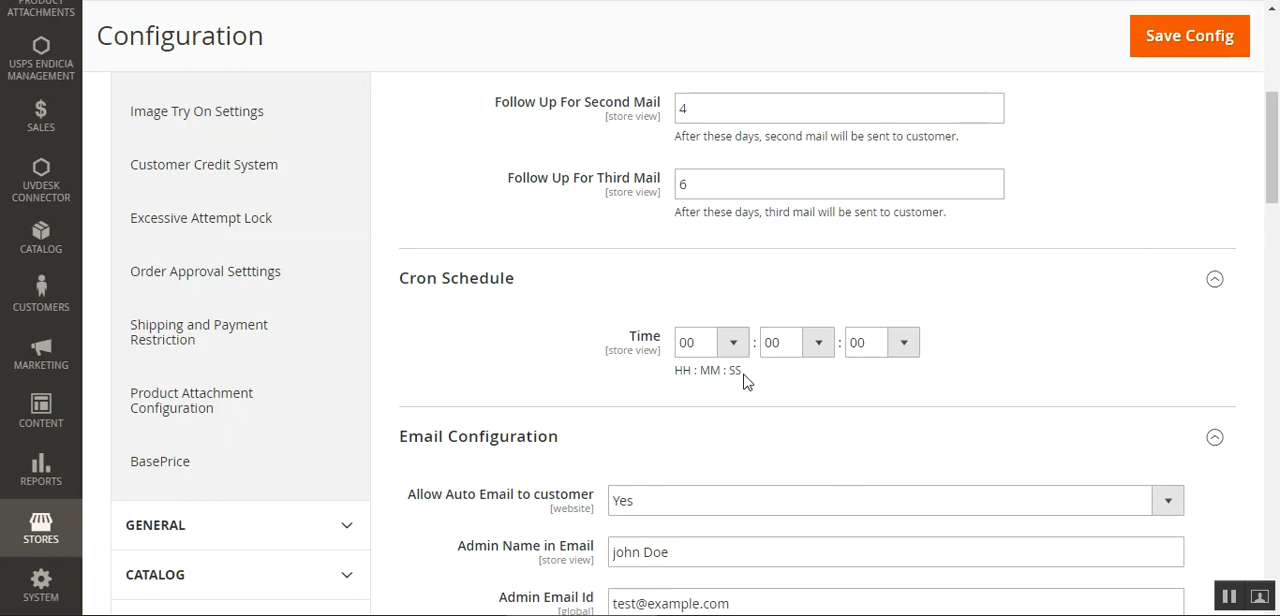 PRODUCT
ATTACHMENTS
USPS ENDICIA
MANAGEMENT
SALES
UVDESK
CONNECTOR
CATALOG
CUSTOMERS
MARKETING
CONTENT
REPORTS
STORES
SYSTEM
Configuration
Save Config
Image Try On Settings
Customer Credit System
Excessive Attempt Lock
Order Approval Setttings
Shipping and Payment
Restriction
Product Attachment
Configuration
BasePrice
GENERAL
CATALOG
Follow Up For Second Mail
[store view]
4
After these days, second mail will be sent to customer.
Follow Up For Third Mail
[store view]
6
After these days, third mail will be sent to customer.
Cron Schedule
Time
[store view]
00 : 00 : 00
HH : MM : SS
Email Configuration
Allow Auto Email to customer
[website]
Yes
Admin Name in Email
[store view]
john Doe
Admin Email Id
[global]
test@example.com